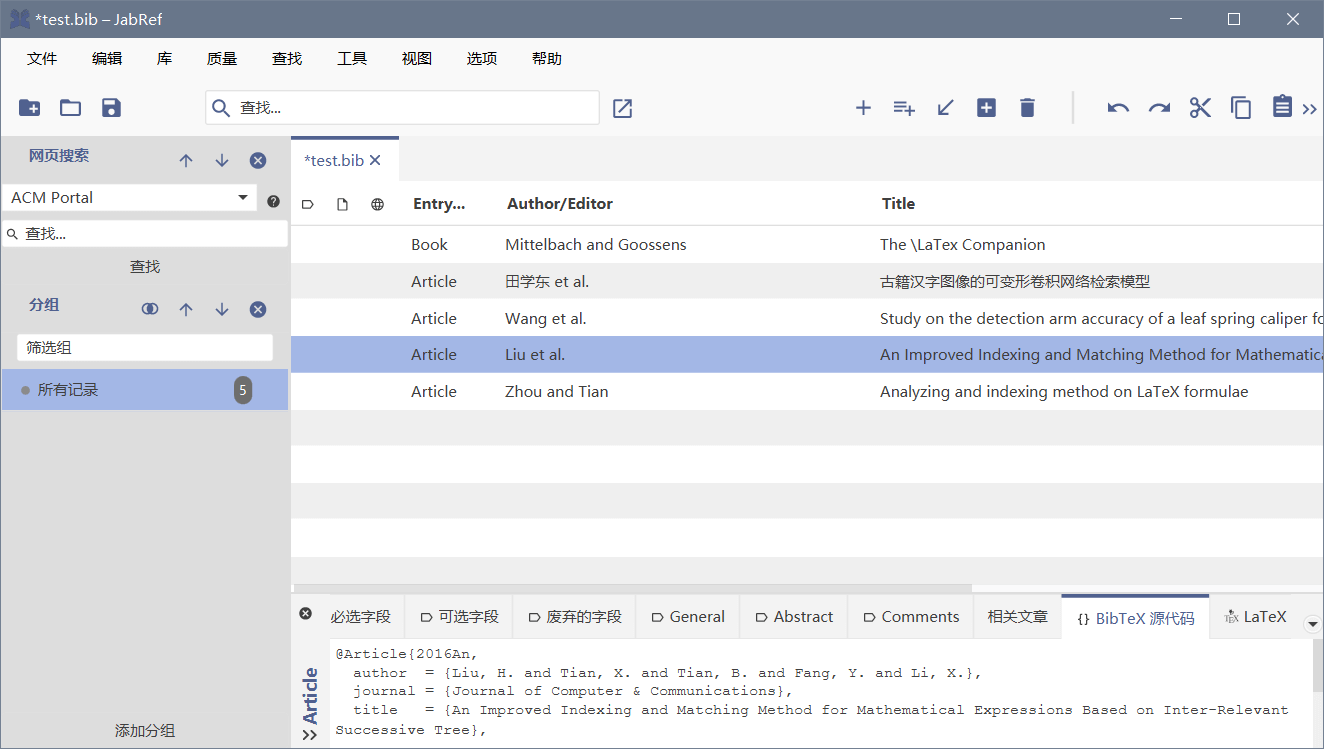 *test.bib – JabRef
文件 编辑 库 质量 查找 工具 视图 选项 帮助
查找...
网页搜索
*test.bib
ACM Portal
Entry... Author/Editor Title
查找...
Book Mittelbach and Goossens The \LaTex Companion
查找
Article 田学东 et al. 古籍汉字图像的可变形卷积网络检索模型
分组
Article Wang et al. Study on the detection arm accuracy of a leaf spring caliper fo
筛选组
Article Liu et al. An Improved Indexing and Matching Method for Mathematica
所有记录 5
Article Zhou and Tian Analyzing and indexing method on LaTeX formulae
必选字段 可选字段 废弃的字段 General Abstract Comments 相关文章 {} BibTeX 源代码 TEX LaTeX
Article
@Article{2016An,
author = {Liu, H. and Tian, X. and Tian, B. and Fang, Y. and Li, X.},
journal = {Journal of Computer & Communications},
title = {An Improved Indexing and Matching Method for Mathematical Expressions Based on Inter-Relevant
Successive Tree},
添加分组